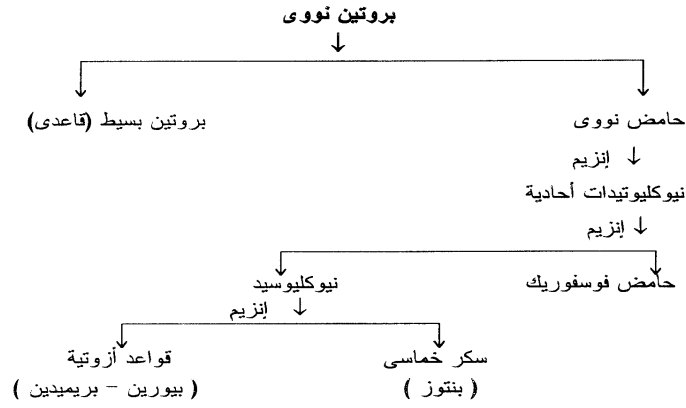 بروتين نووى
حامض نووى
بروتين بسيط (قاعدى)
إنزيم
نيوكليوتيدات أحادية
إنزيم
حامض فوسفوريك
نيوكليوسيد
إنزيم
سكر خماسى
( بنتوز )
قواعد أزوتية
( بيورين - بريميدين )